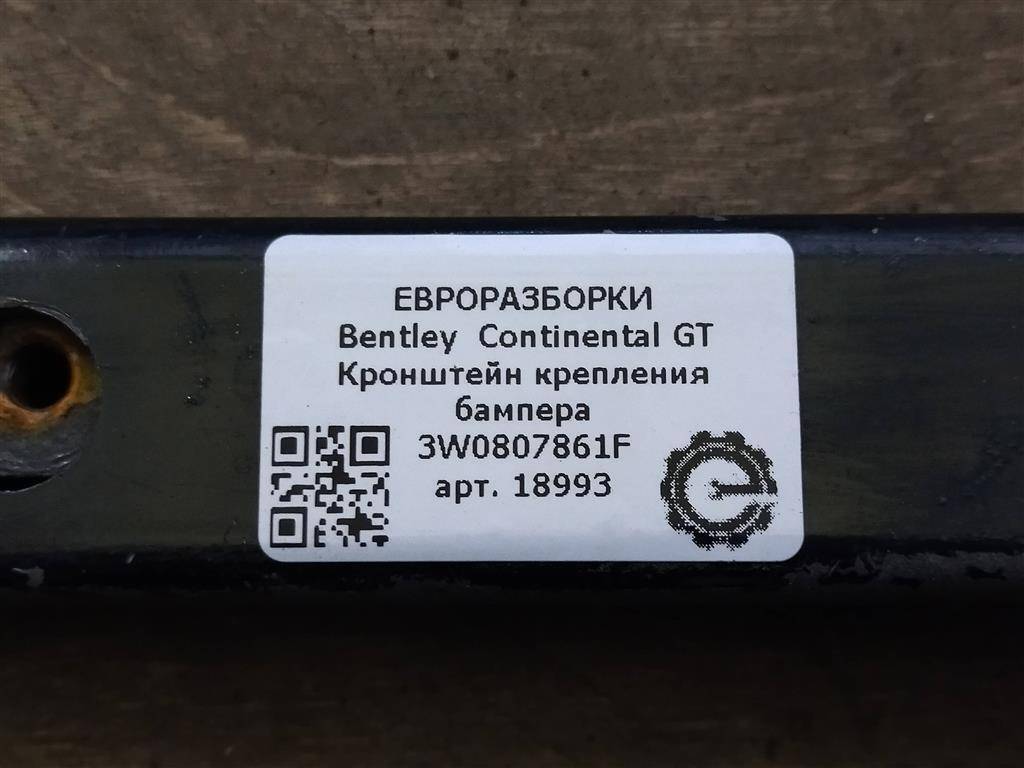 ЕВРОРАЗБОРКИ
Bentley  Continental GT
Кронштейн крепления
бампера
3W0807861F
арт. 18993